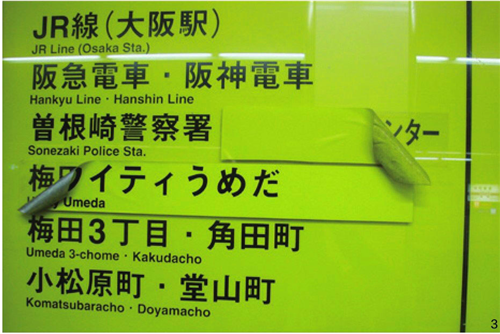 JR線（大阪駅）
JR Line (Osaka Sta.)
阪急電車・阪神電車
Hankyu Line・Hanshin Line
曽根崎警察署 ンター
Sonezaki Police Sta.
梅 イティうめだ
Umeda
梅田3丁目・角田町
Umeda 3-chome・Kakudacho
小松原町・堂山町
Komatsubaracho・Doyamacho
3